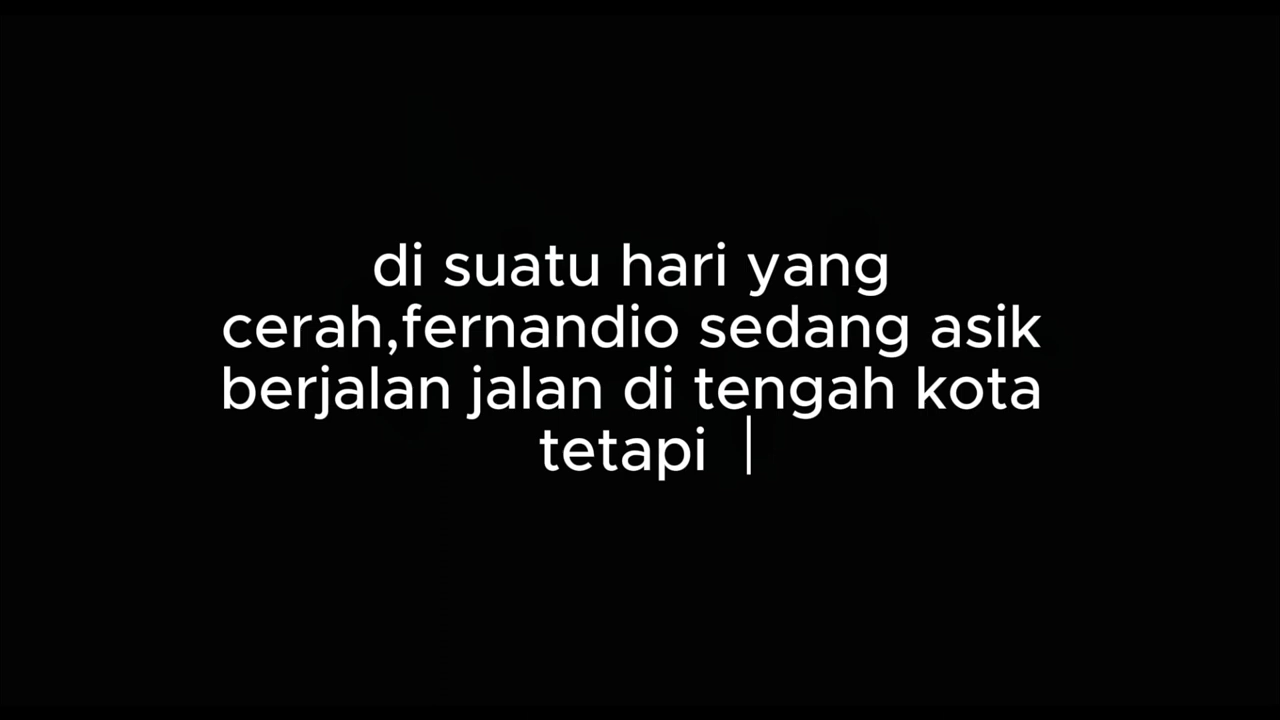 di suatu hari yang
cerah,fernandio sedang asik
berjalan jalan di tengah kota
tetapi